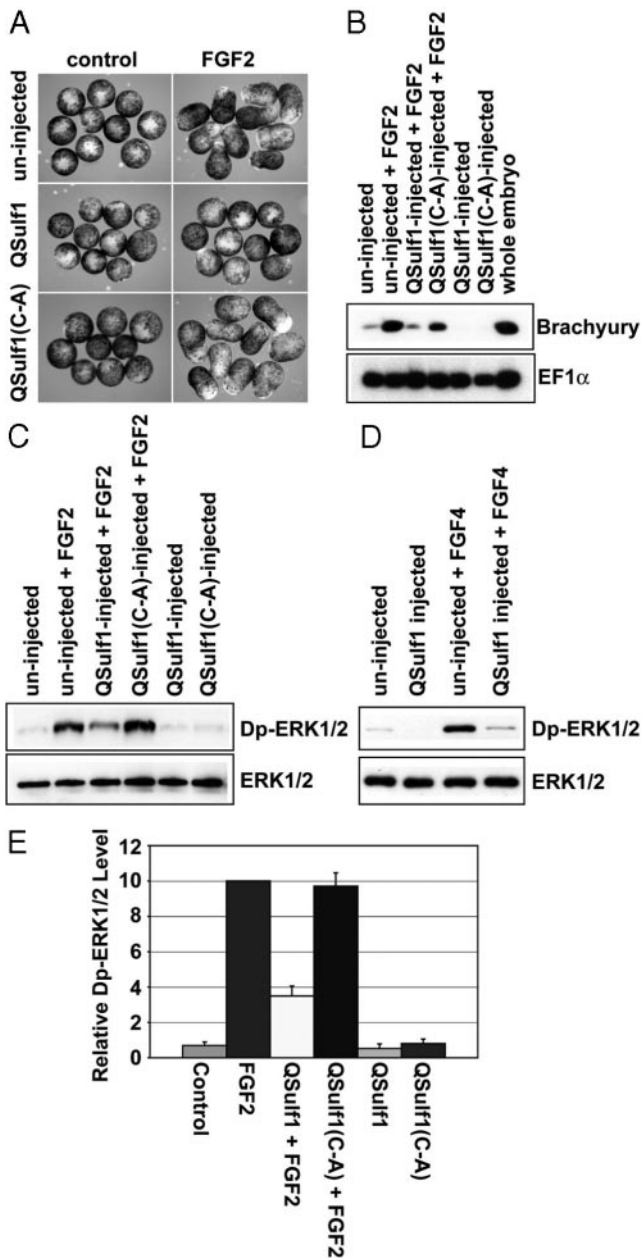 A
control FGF2
un-injected
QSulf1
QSulf1(C-A)
B
un-injected
un-injected + FGF2
QSulf1-injected + FGF2
QSulf1(C-A)-injected + FGF2
QSulf1-injected
QSulf1(C-A)-injected
whole embryo
Brachyury
EF1α
C
un-injected
un-injected + FGF2
QSulf1-injected + FGF2
QSulf1(C-A)-injected + FGF2
QSulf1-injected
QSulf1(C-A)-injected
Dp-ERK1/2
ERK1/2
D
un-injected
QSulf1 injected
un-injected + FGF4
QSulf1 injected + FGF4
Dp-ERK1/2
ERK1/2
E
Relative Dp-ERK1/2 Level
12
10
8
6
4
2
0
Control
FGF2
QSulf1 + FGF2
QSulf1(C-A) + FGF2
QSulf1
QSulf1(C-A)